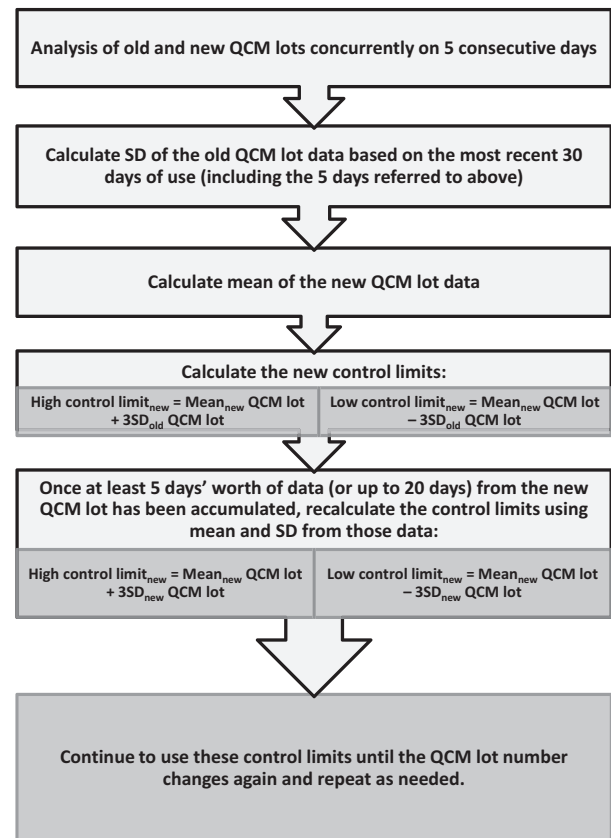 Analysis of old and new QCM lots concurrently on 5 consecutive days
Calculate SD of the old QCM lot data based on the most recent 30
days of use (including the 5 days referred to above)
Calculate mean of the new QCM lot data
Calculate the new control limits:
High control limitnew = Meannew QCM lot
+ 3SDold QCM lot
Low control limitnew = Meannew QCM lot
– 3SDold QCM lot
Once at least 5 days’ worth of data (or up to 20 days) from the new
QCM lot has been accumulated, recalculate the control limits using
mean and SD from those data:
High control limitnew = Meannew QCM lot
+ 3SDnew QCM lot
Low control limitnew = Meannew QCM lot
– 3SDnew QCM lot
Continue to use these control limits until the QCM lot number
changes again and repeat as needed.